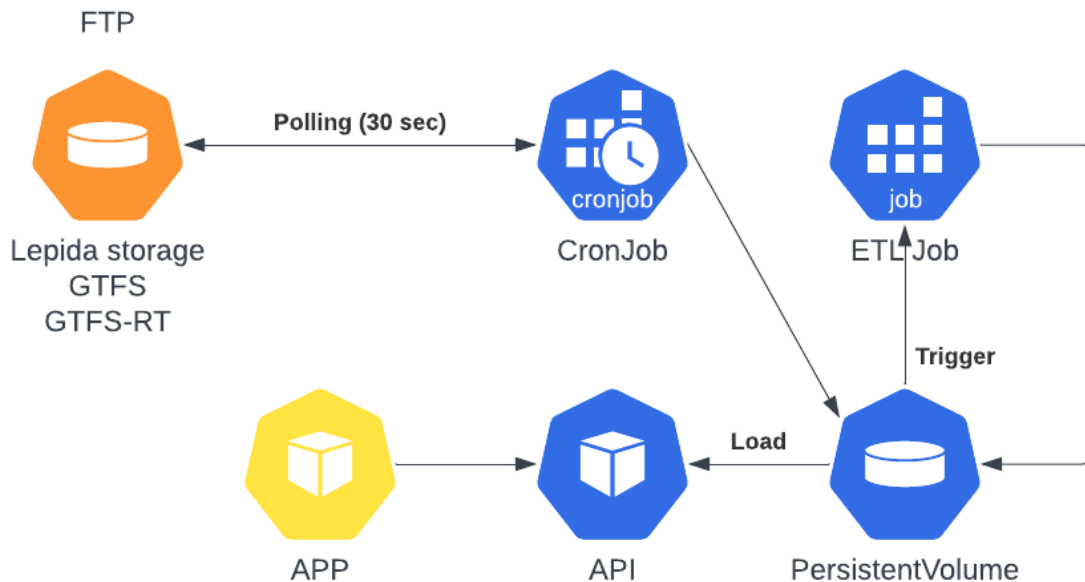 FTP
Polling (30 sec)
cronjob
job
Lepida storage
GTFS
GTFS-RT
CronJob
ETL Job
Trigger
Load
APP
API
PersistentVolume